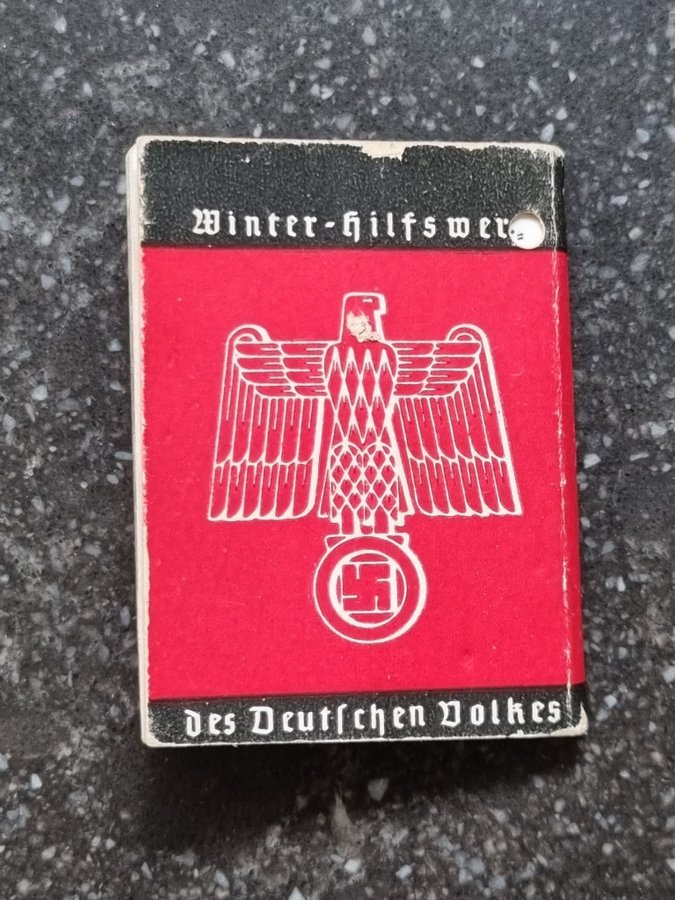 Winter-Hilfswer
des Deutschen Volkes